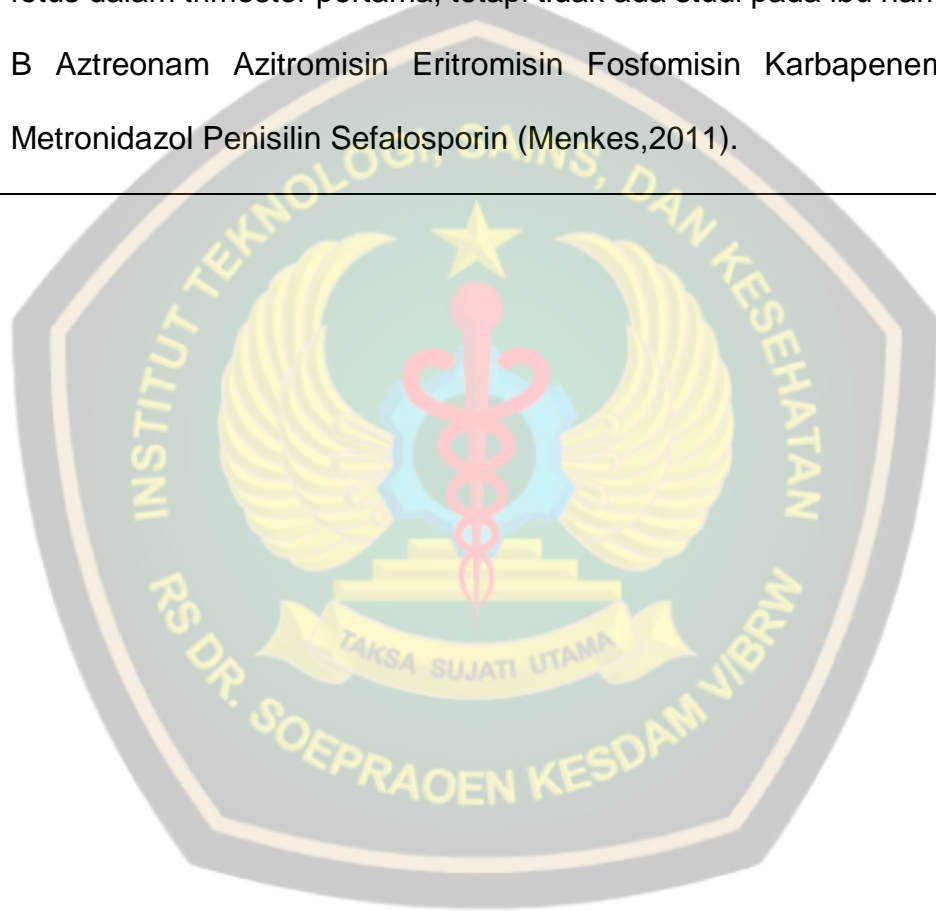 fetus dalam trimester pertama, tetapi tidak ada studi pada ibu ham
B Aztreonam Azitromisin Eritromisin Fosfomisin Karbapenem
Metronidazol Penisilin Sefalosporin (Menkes,2011).
INSTITUT TEKNOLOGI, SAINS, DAN KESEHATAN
TAKSA SUJATI UTAMA
RS DR. SOEPRAOEN KESDAM V/BRW